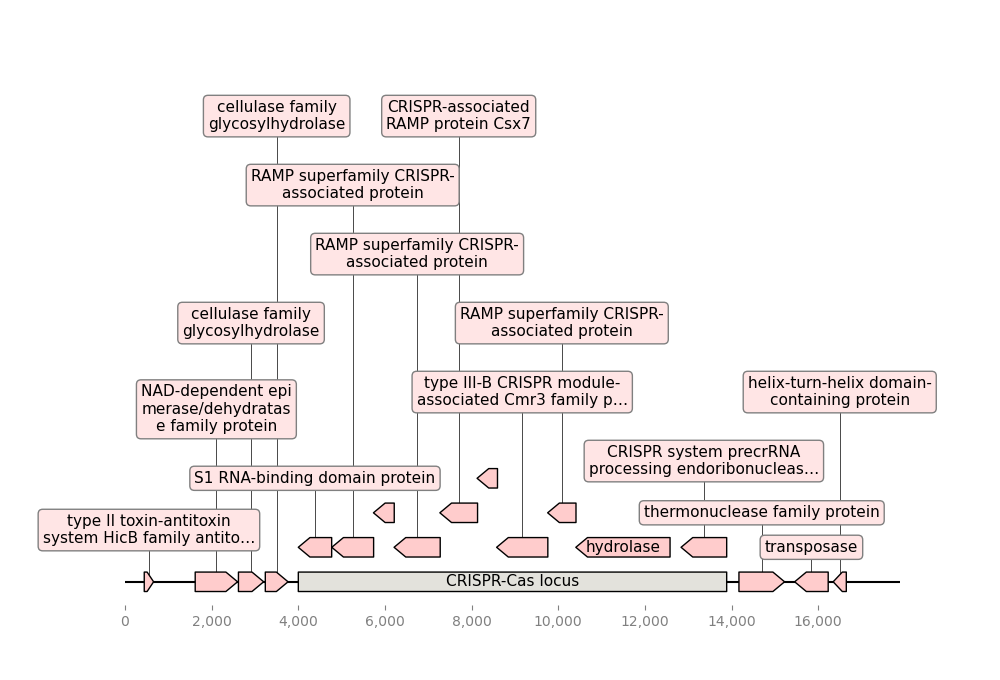 cellulase family
glycosylhydrolase
CRISPR-associated
RAMP protein Csx7
RAMP superfamily CRISPR-
associated protein
RAMP superfamily CRISPR-
associated protein
cellulase family
glycosylhydrolase
RAMP superfamily CRISPR-
associated protein
NAD-dependent epi
merase/dehydratas
e family protein
type III-B CRISPR module-
associated Cmr3 family p…
helix-turn-helix domain-
containing protein
CRISPR system precrRNA
processing endoribonucleas…
S1 RNA-binding domain protein
thermonuclease family protein
type II toxin-antitoxin
system HicB family antito…
hydrolase
transposase
CRISPR-Cas locus
0
2,000
4,000
6,000
8,000
10,000
12,000
14,000
16,000